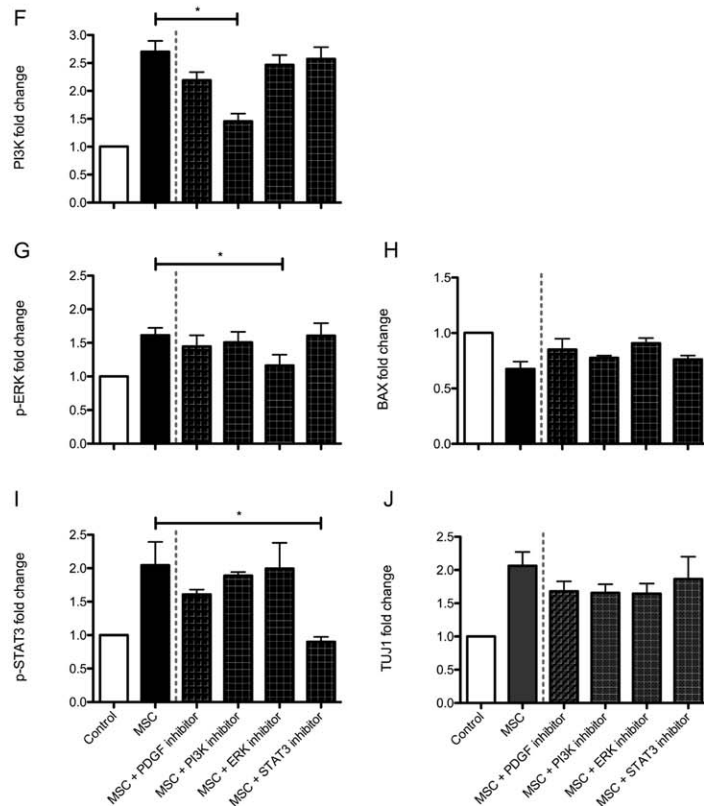 F
*
PI3K fold change
3.0
2.5
2.0
1.5
1.0
0.5
0.0
G
*
p-ERK fold change
2.5
2.0
1.5
1.0
0.5
0.0
H
BAX fold change
1.5
1.0
0.5
0.0
I
*
p-STAT3 fold change
2.5
2.0
1.5
1.0
0.5
0.0
Control
MSC
MSC + PDGF inhibitor
MSC + PI3K inhibitor
MSC + ERK inhibitor
MSC + STAT3 inhibitor
J
TUJ1 fold change
2.5
2.0
1.5
1.0
0.5
0.0
Control
MSC
MSC + PDGF inhibitor
MSC + PI3K inhibitor
MSC + ERK inhibitor
MSC + STAT3 inhibitor